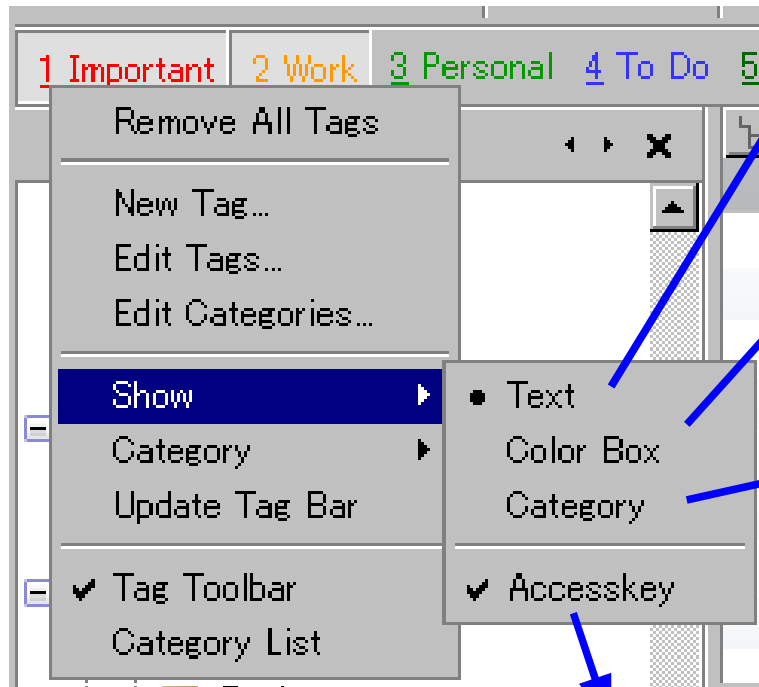 1 Important 2 Work 3 Personal 4 To Do 5
Remove All Tags
New Tag...
Edit Tags...
Edit Categories...
Show
Category
Update Tag Bar
Tag Toolbar
Category List
Text
Color Box
Category
Accesskey